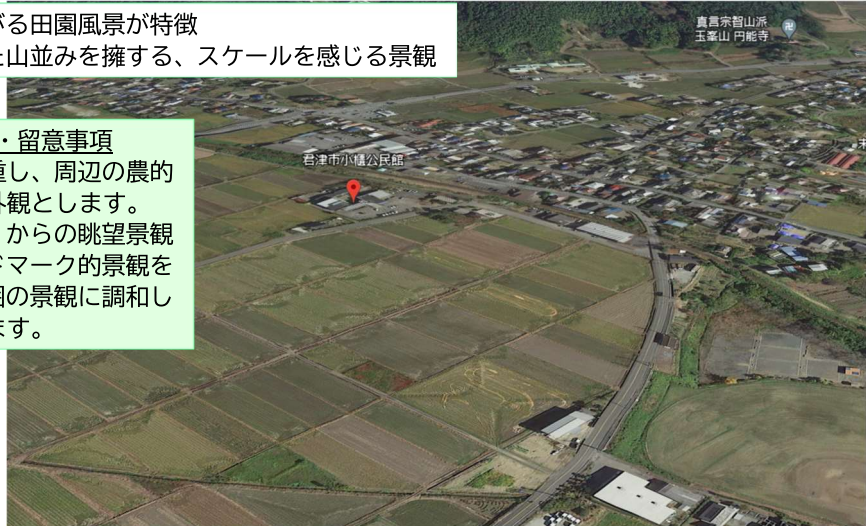 がる田園風景が特徴
た山並みを擁する、スケールを感じる景観
・留意事項
重し、周辺の農的
外観とします。
からの眺望景観
ドマーク的景観を
囲の景観に調和し
ます。
真言宗智山派
玉峯山 円能寺
君津市小櫃公民館